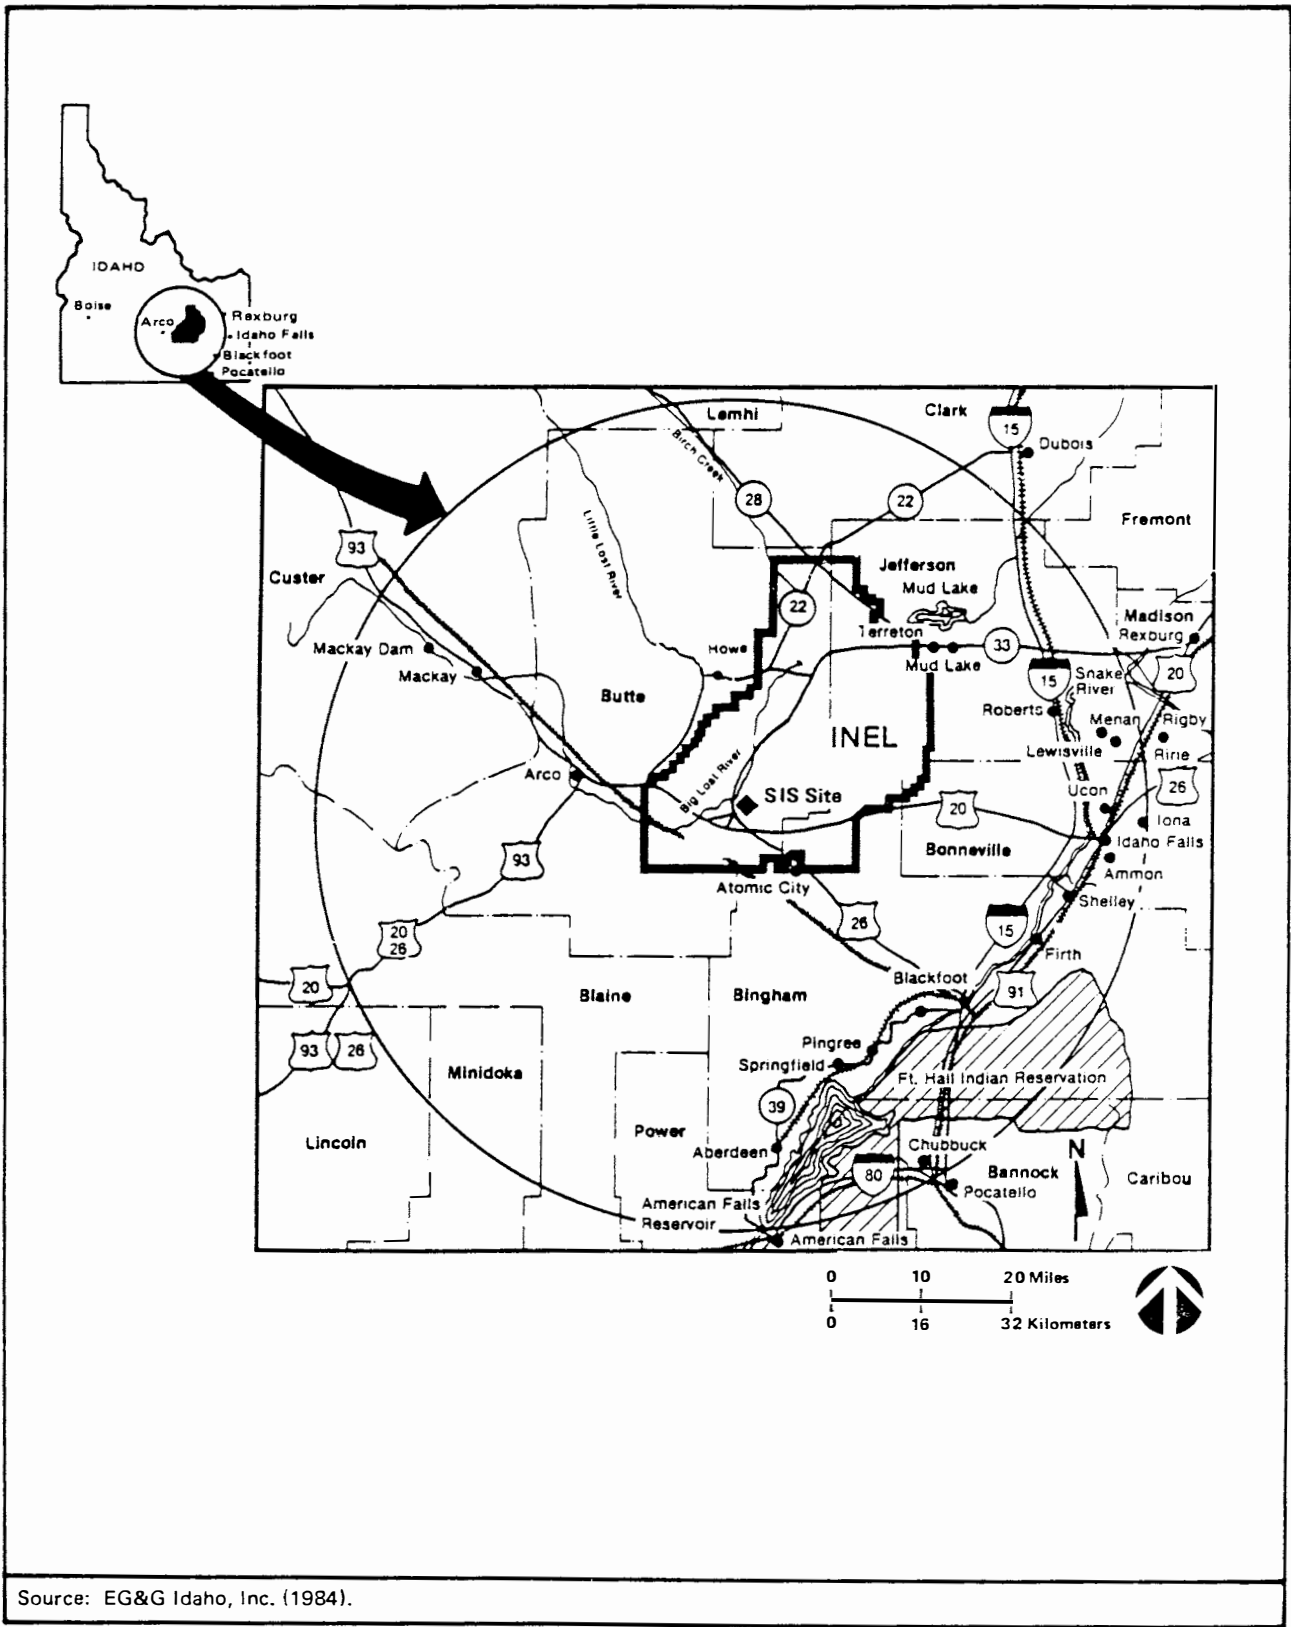 IDAHO
Boise
Arco
Rexburg
Idaho Falls
Blackfoot
Pocatello
Lemhi
Clark
15
Dubois
Birch Creek
28
22
Fremont
Little Lost River
93
Custer
Jefferson
Mud Lake
22
Madison
Rexburg
Terreton
33
Mackay Dam
Howe
Mud Lake
Mackay
15
Snake
River
20
Butte
Roberts
Menan
Rigby
INEL
Lewisville
Ririe
Arco
Big Lost River
SIS Site
Ucon
26
20
Iona
Bonneville
Idaho Falls
93
Ammon
Atomic City
Shelley
26
15
20
26
Firth
Blackfoot
20
Blaine
Bingham
91
93
26
Pingree
Springfield
Minidoka
Ft. Hall Indian Reservation
39
Lincoln
Power
Aberdeen
Chubbuck
N
80
Bannock
Caribou
Pocatello
American Falls
Reservoir
American Falls
0 10 20 Miles
0 16 32 Kilometers
Source: EG&G Idaho, Inc. (1984).